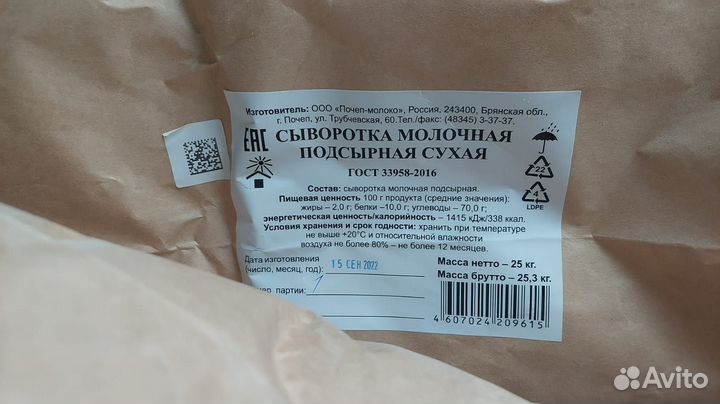 Изготовитель: ООО «Почеп-молоко», Россия, 243400, Брянская обл.,
г. Почеп, ул. Трубчевская, 60.Тел./факс: (48345) 3-37-37.
EAC
СЫВОРОТКА МОЛОЧНАЯ
ПОДСЫРНАЯ СУХАЯ
ГОСТ 33958-2016
Состав: сыворотка молочная подсырная.
Пищевая ценность 100 г продукта (средние значения):
жиры – 2,0 г; белки –10,0 г; углеводы – 70,0 г;
энергетическая ценность/калорийность – 1415 кДж/338 ккал.
Условия хранения и срок годности: хранить при температуре
не выше +20°С и относительной влажности
воздуха не более 80% – не более 12 месяцев.
22
4
LDPE
Дата изготовления
(число, месяц, год): 15 СЕН 2022
партии: 1
Масса нетто – 25 кг.
Масса брутто – 25,3 кг.
4 607024 209615
Avito